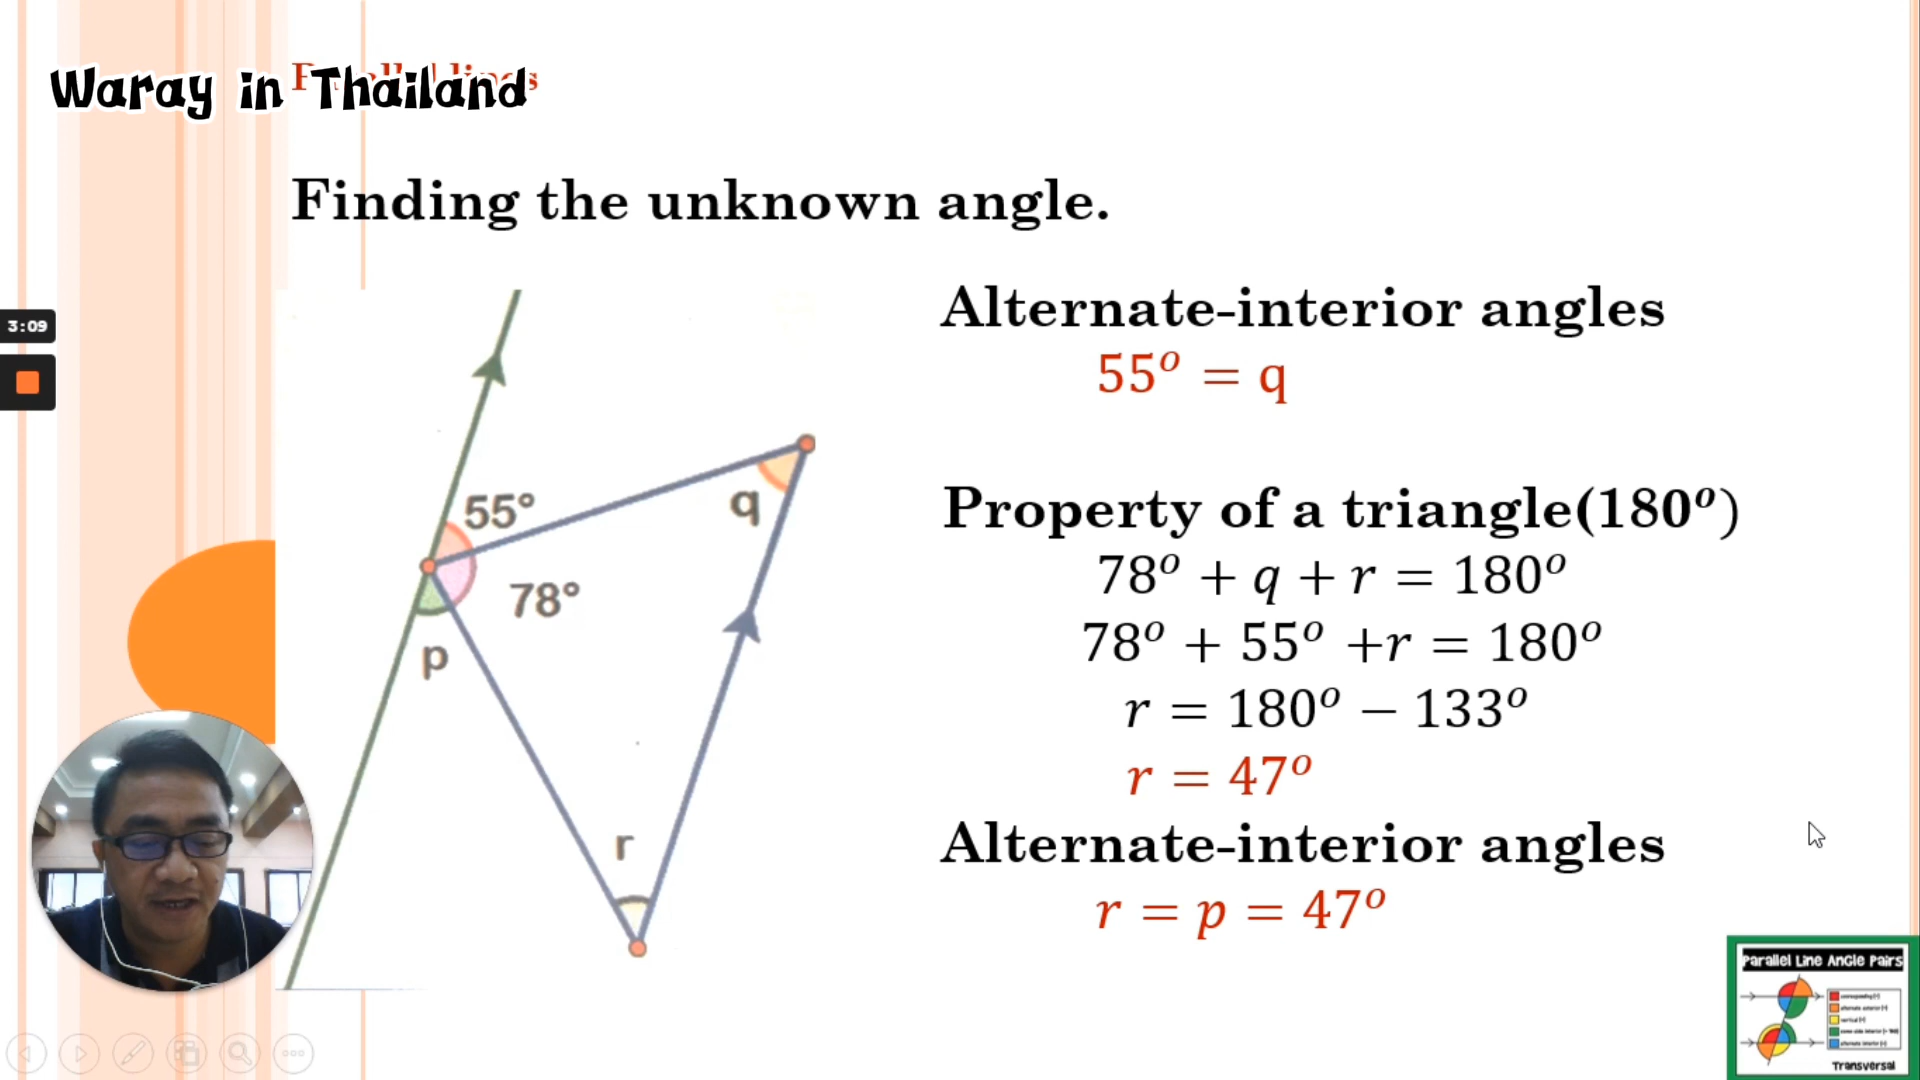 Waray in Thailand
Finding the unknown angle.
3:09
55°
78°
p
q
r
Alternate-interior angles
55° = q
Property of a triangle(180°)
78° + q + r = 180°
78° + 55° +r = 180°
r = 180° − 133°
r = 47°
Alternate-interior angles
r = p = 47°
Parallel Line Angle Pairs
Transversal